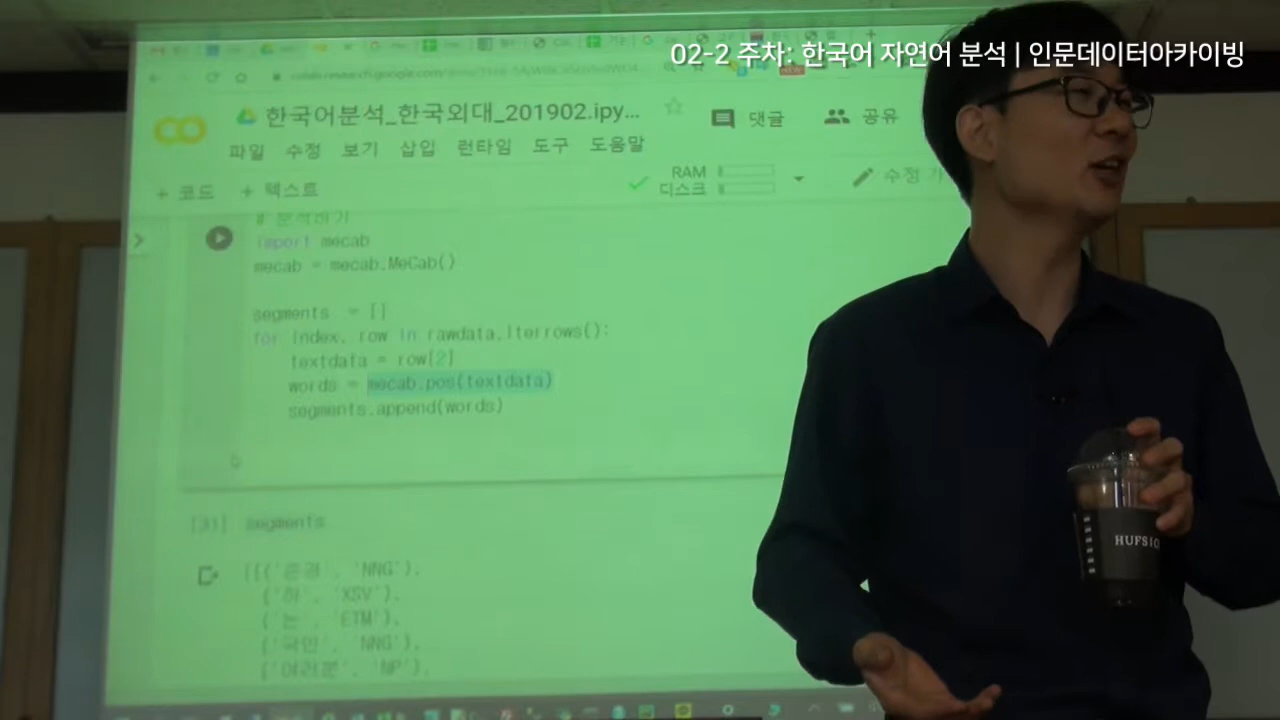 02-2 주차: 한국어 자연어 분석 | 인문데이터아카이빙
한국어분석_한국외대_201902.ipy...
댓글
공유
파일 수정 보기 삽입 런타임 도구 도움말
RAM
디스크
+ 코드 + 텍스트
수정
# 분석하기
import mecab
mecab = mecab.MeCab()
segments = []
for index, row in rawdata.iterrows():
textdata = row[2]
words = mecab.pos(textdata)
segments.append(words)
[31] segments
[[('존경', 'NNG'),
('하', 'XSV'),
('는', 'ETM'),
('국민', 'NNG'),
('여러분', 'NP'),
HUFS